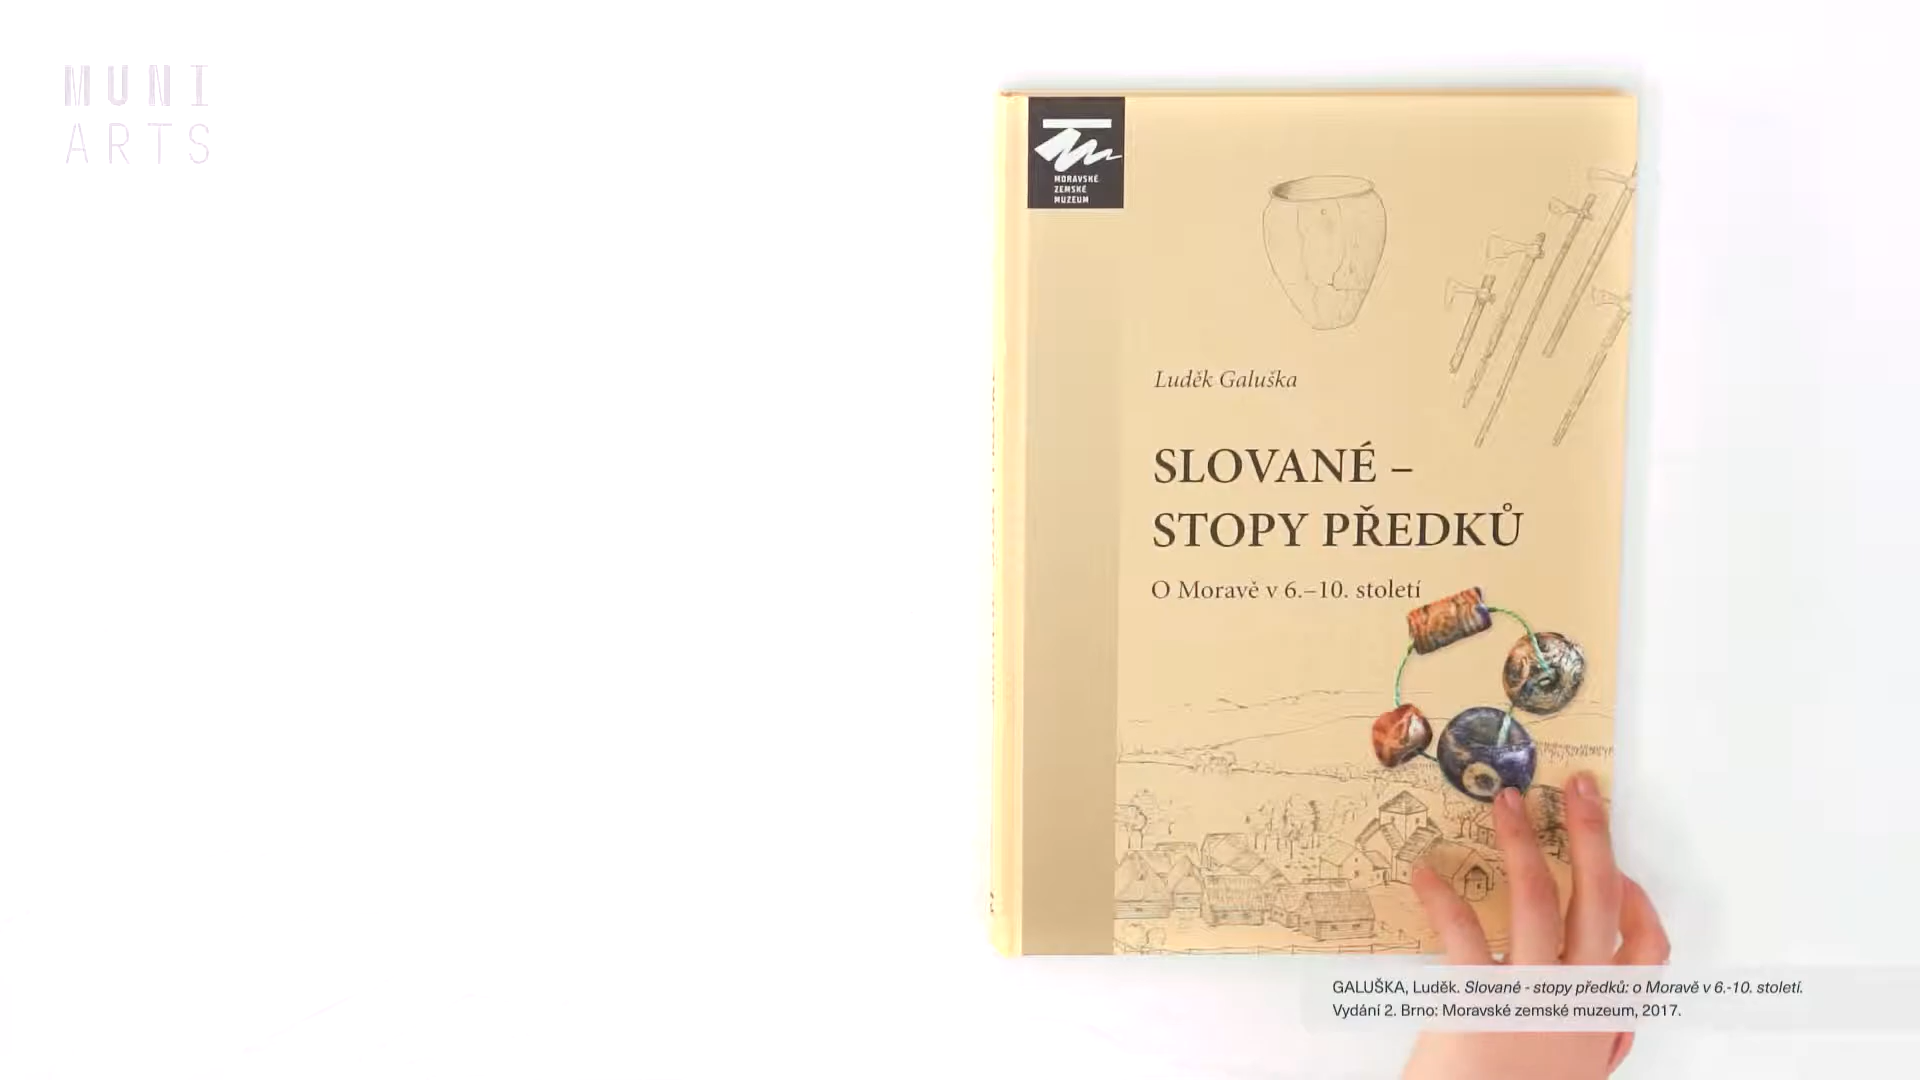 MUNI
ARTS
MORAVSKÉ
ZEMSKÉ
MUZEUM
Luděk Galuška
SLOVANÉ –
STOPY PŘEDKŮ
O Moravě v 6.–10. století
GALUŠKA, Luděk. Slované - stopy předků: o Moravě v 6.-10. století.
Vydání 2. Brno: Moravské zemské muzeum, 2017.